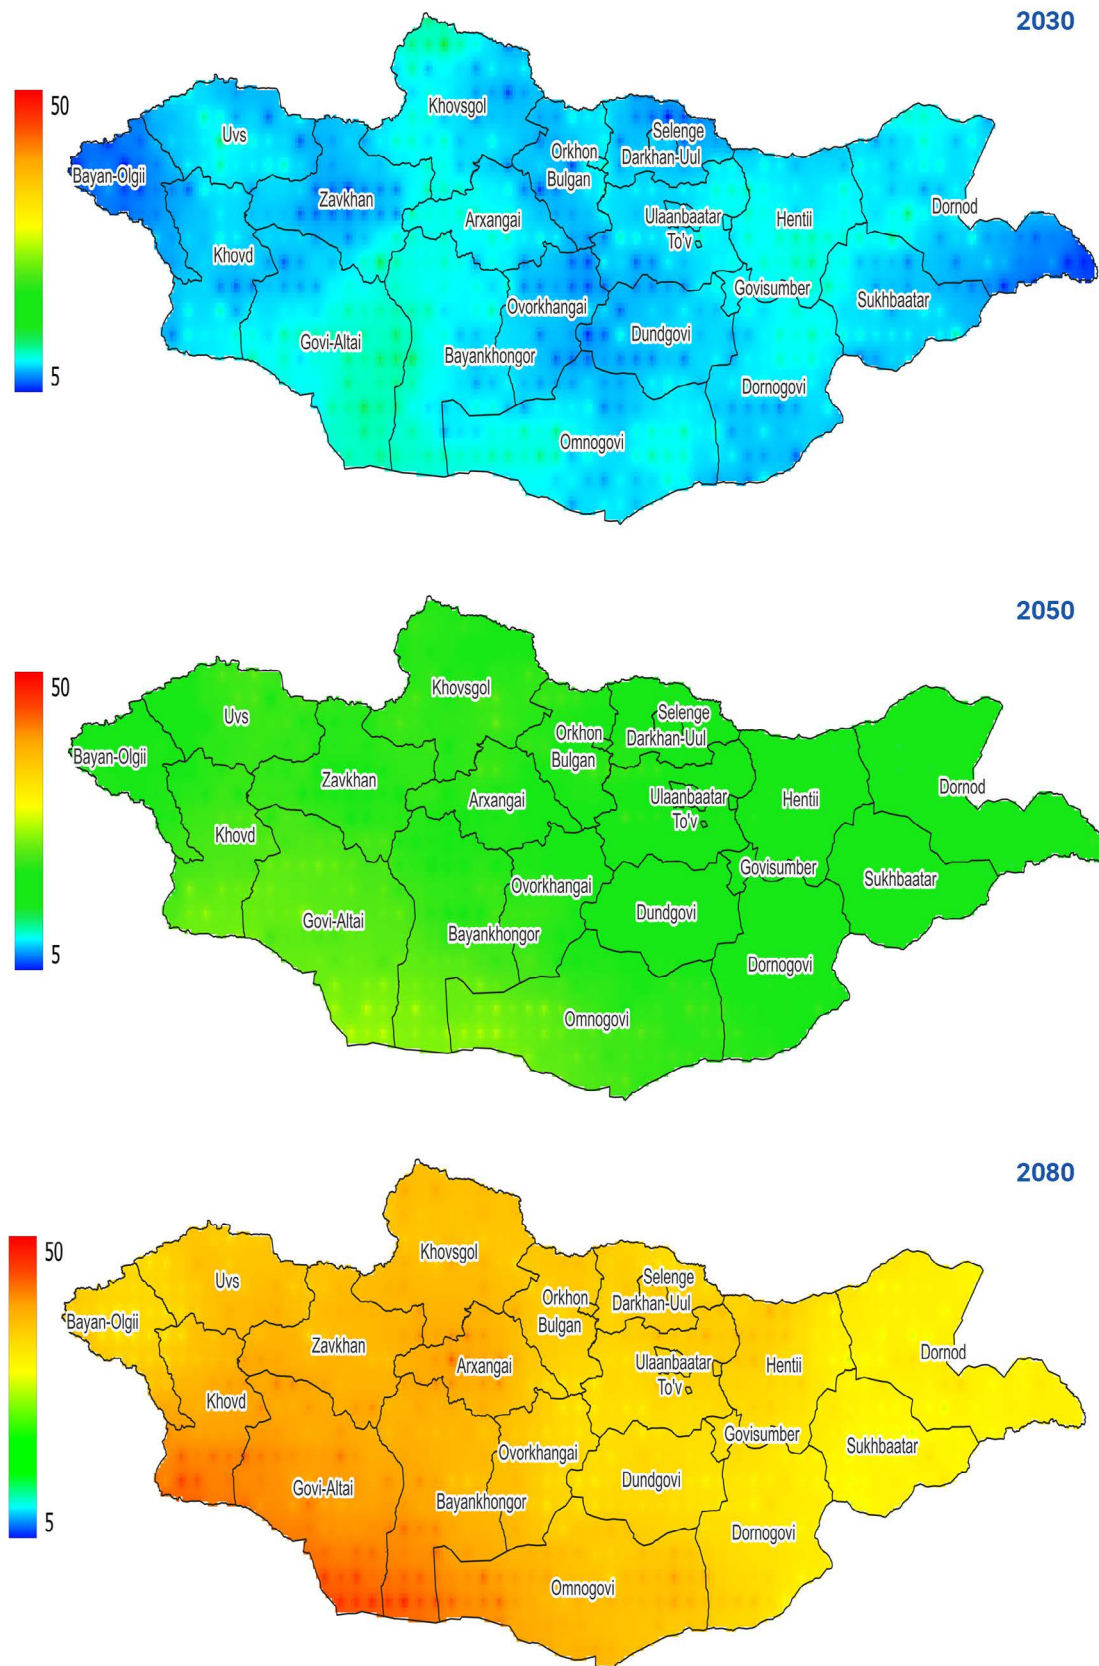 2030
50
5
Khovsgol
Uvs
Selenge
Orkhon
Darkhan-Uul
Bayan-Olgii
Bulgan
Zavkhan
Arxangai
Ulaanbaatar
To'v
Hentii
Dornod
Khovd
Govisumber
Ovorkhangai
Sukhbaatar
Govi-Altai
Dundgovi
Bayankhongor
Dornogovi
Omnogovi
2050
50
5
Khovsgol
Uvs
Selenge
Orkhon
Darkhan-Uul
Bayan-Olgii
Bulgan
Zavkhan
Arxangai
Ulaanbaatar
To'v
Hentii
Dornod
Khovd
Govisumber
Ovorkhangai
Sukhbaatar
Govi-Altai
Dundgovi
Bayankhongor
Dornogovi
Omnogovi
2080
50
5
Khovsgol
Uvs
Selenge
Orkhon
Darkhan-Uul
Bayan-Olgii
Bulgan
Zavkhan
Arxangai
Ulaanbaatar
To'v
Hentii
Dornod
Khovd
Govisumber
Ovorkhangai
Sukhbaatar
Govi-Altai
Dundgovi
Bayankhongor
Dornogovi
Omnogovi